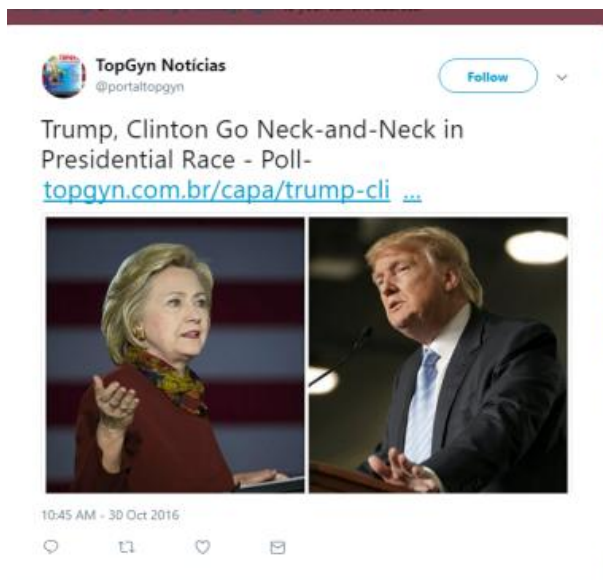 TopGyn Notícias
@portaltopgyn
Follow
Trump, Clinton Go Neck-and-Neck in
Presidential Race - Poll-
topgyn.com.br/capa/trump-cli ...
10:45 AM - 30 Oct 2016